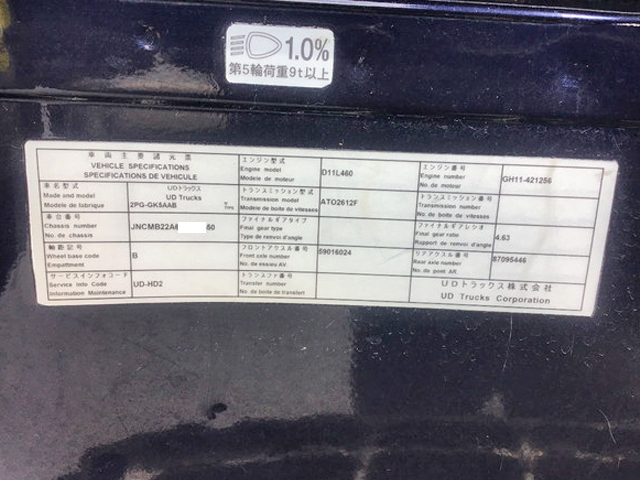 1.0%
第5輪荷重9t以上
車両主要諸元票
VEHICLE SPECIFICATIONS
SPECIFICATIONS DE VEHICULE
エンジン型式
Engine model
Modele de moteur
D11L460
エンジン番号
Engine number
No. de moteur
GH11-421256
車名型式
Made and model
Modele de fabrique
UDトラックス
UD Trucks
2PG-GK5AAB
トランスミッション型式
Transmission model
Modele de boite de vitesses
ATO2612F
トランスミッション番号
Transmission number
No. de boite de vitesses
車台番号
Chassis number
No. de chassis
JNCMB22A
50
ファイナルギアタイプ
Final gear type
Type de renvoi d'angle
ファイナルギアレシオ
Final gear ratio
Rapport de renvoi d'angle
4.63
軸距記号
Wheel base code
Empattement
B
フロントアクスル番号
Front axle number
No. de essieu AV.
59016024
リアアクスル番号
Rear axle number
No. de pont AR.
87095446
サービスインフォコード
Service info Code
Information Maintenance
UD-HD2
トランスファ番号
Transfer number
No. de boite de transfert
UDトラックス株式会社
UD Trucks Corporation